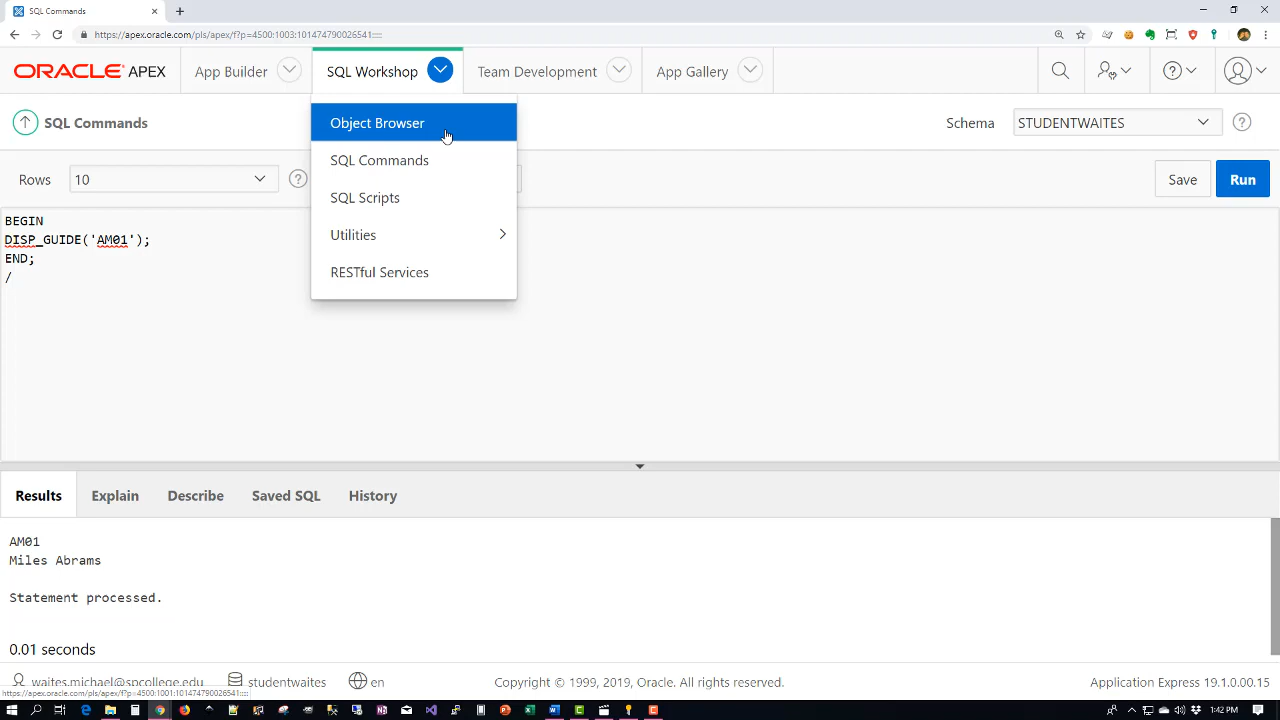 SQL Commands
https://apex.oracle.com/pls/apex/f?p=4500:1003:101474790026541:::::
ORACLE APEX
App Builder
SQL Workshop
Team Development
App Gallery
SQL Commands
Schema
STUDENTWAITES
Rows
10
Save
Run
Object Browser
SQL Commands
SQL Scripts
Utilities
RESTful Services
BEGIN
DISP_GUIDE('AM01');
END;
/
Results
Explain
Describe
Saved SQL
History
AM01
Miles Abrams
Statement processed.
0.01 seconds
waites.michael@spcollege.edu
studentwaites
en
Copyright © 1999, 2019, Oracle. All rights reserved.
Application Express 19.1.0.00.15
https://apex.oracle.com/pls/apex/f?p=4500:1001:101474790026541:::::
1:42 PM